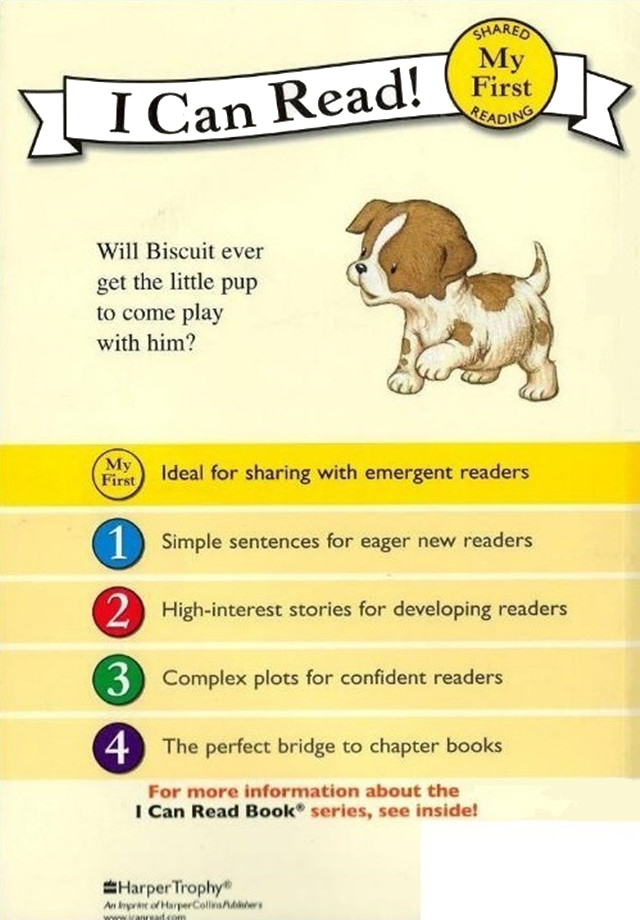 I Can Read!
SHARED
My
First
READING
Will Biscuit ever
get the little pup
to come play
with him?
My
First
Ideal for sharing with emergent readers
1
Simple sentences for eager new readers
2
High-interest stories for developing readers
3
Complex plots for confident readers
4
The perfect bridge to chapter books
For more information about the
I Can Read Book® series, see inside!
HarperTrophy®
An Imprint of HarperCollinsPublishers
www.icanread.com